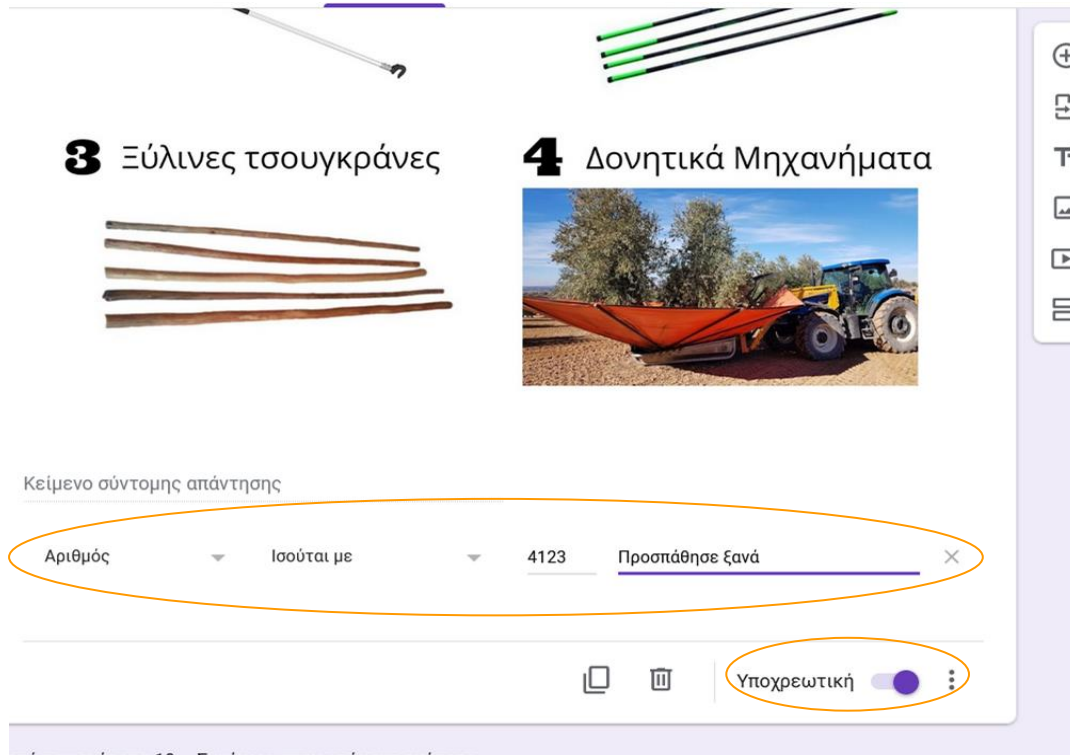 3 Ξύλινες τσουγκράνες
4 Δονητικά Μηχανήματα
Κείμενο σύντομης απάντησης
Αριθμός Ισούται με 4123 Προσπάθησε ξανά
Υποχρεωτική